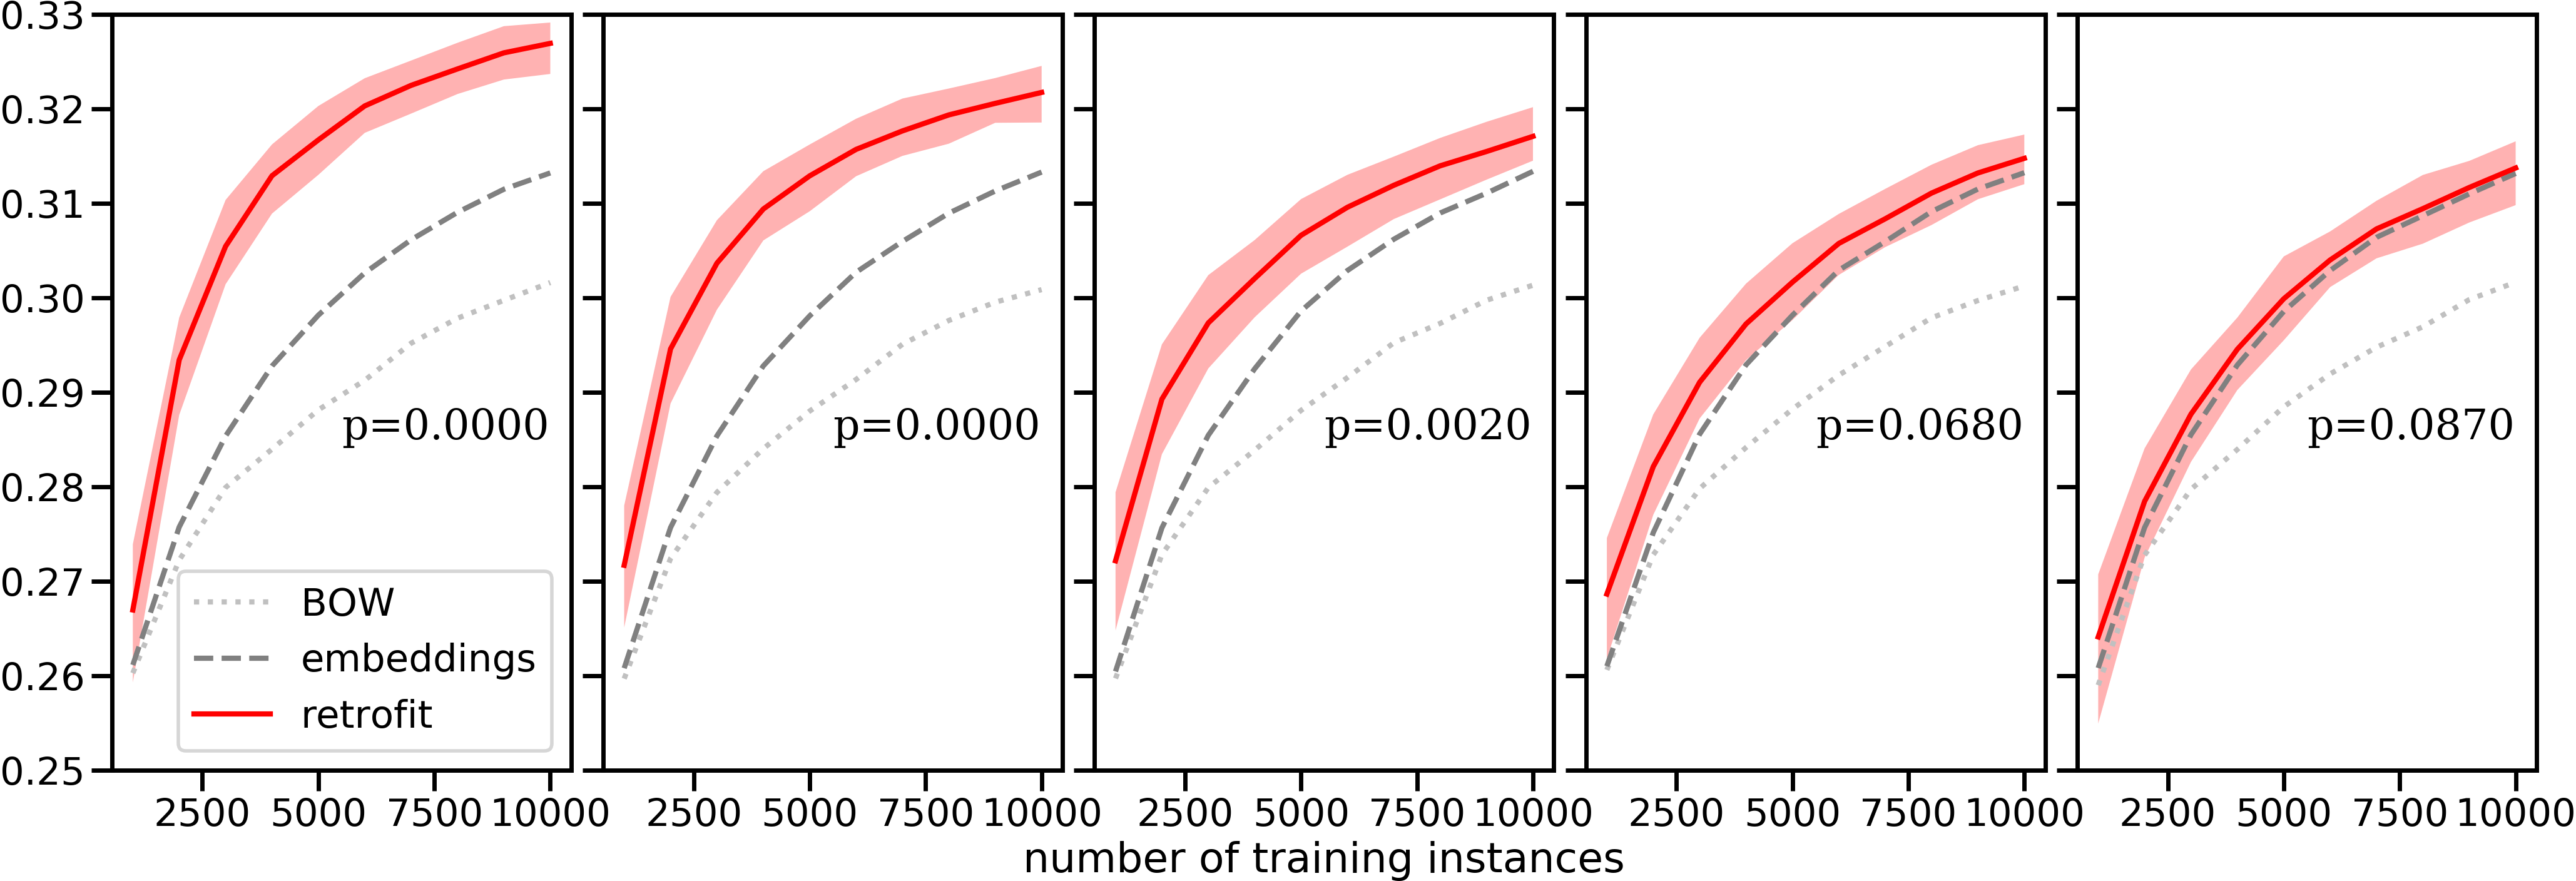 0.33
0.32
0.31
0.30
0.29
0.28
0.27
0.26
0.25
p=0.0000
p=0.0000
p=0.0020
p=0.0680
p=0.0870
BOW
embeddings
retrofit
2500 5000 7500 10000
2500 5000 7500 10000
2500 5000 7500 10000
2500 5000 7500 10000
2500 5000 7500 10000
number of training instances